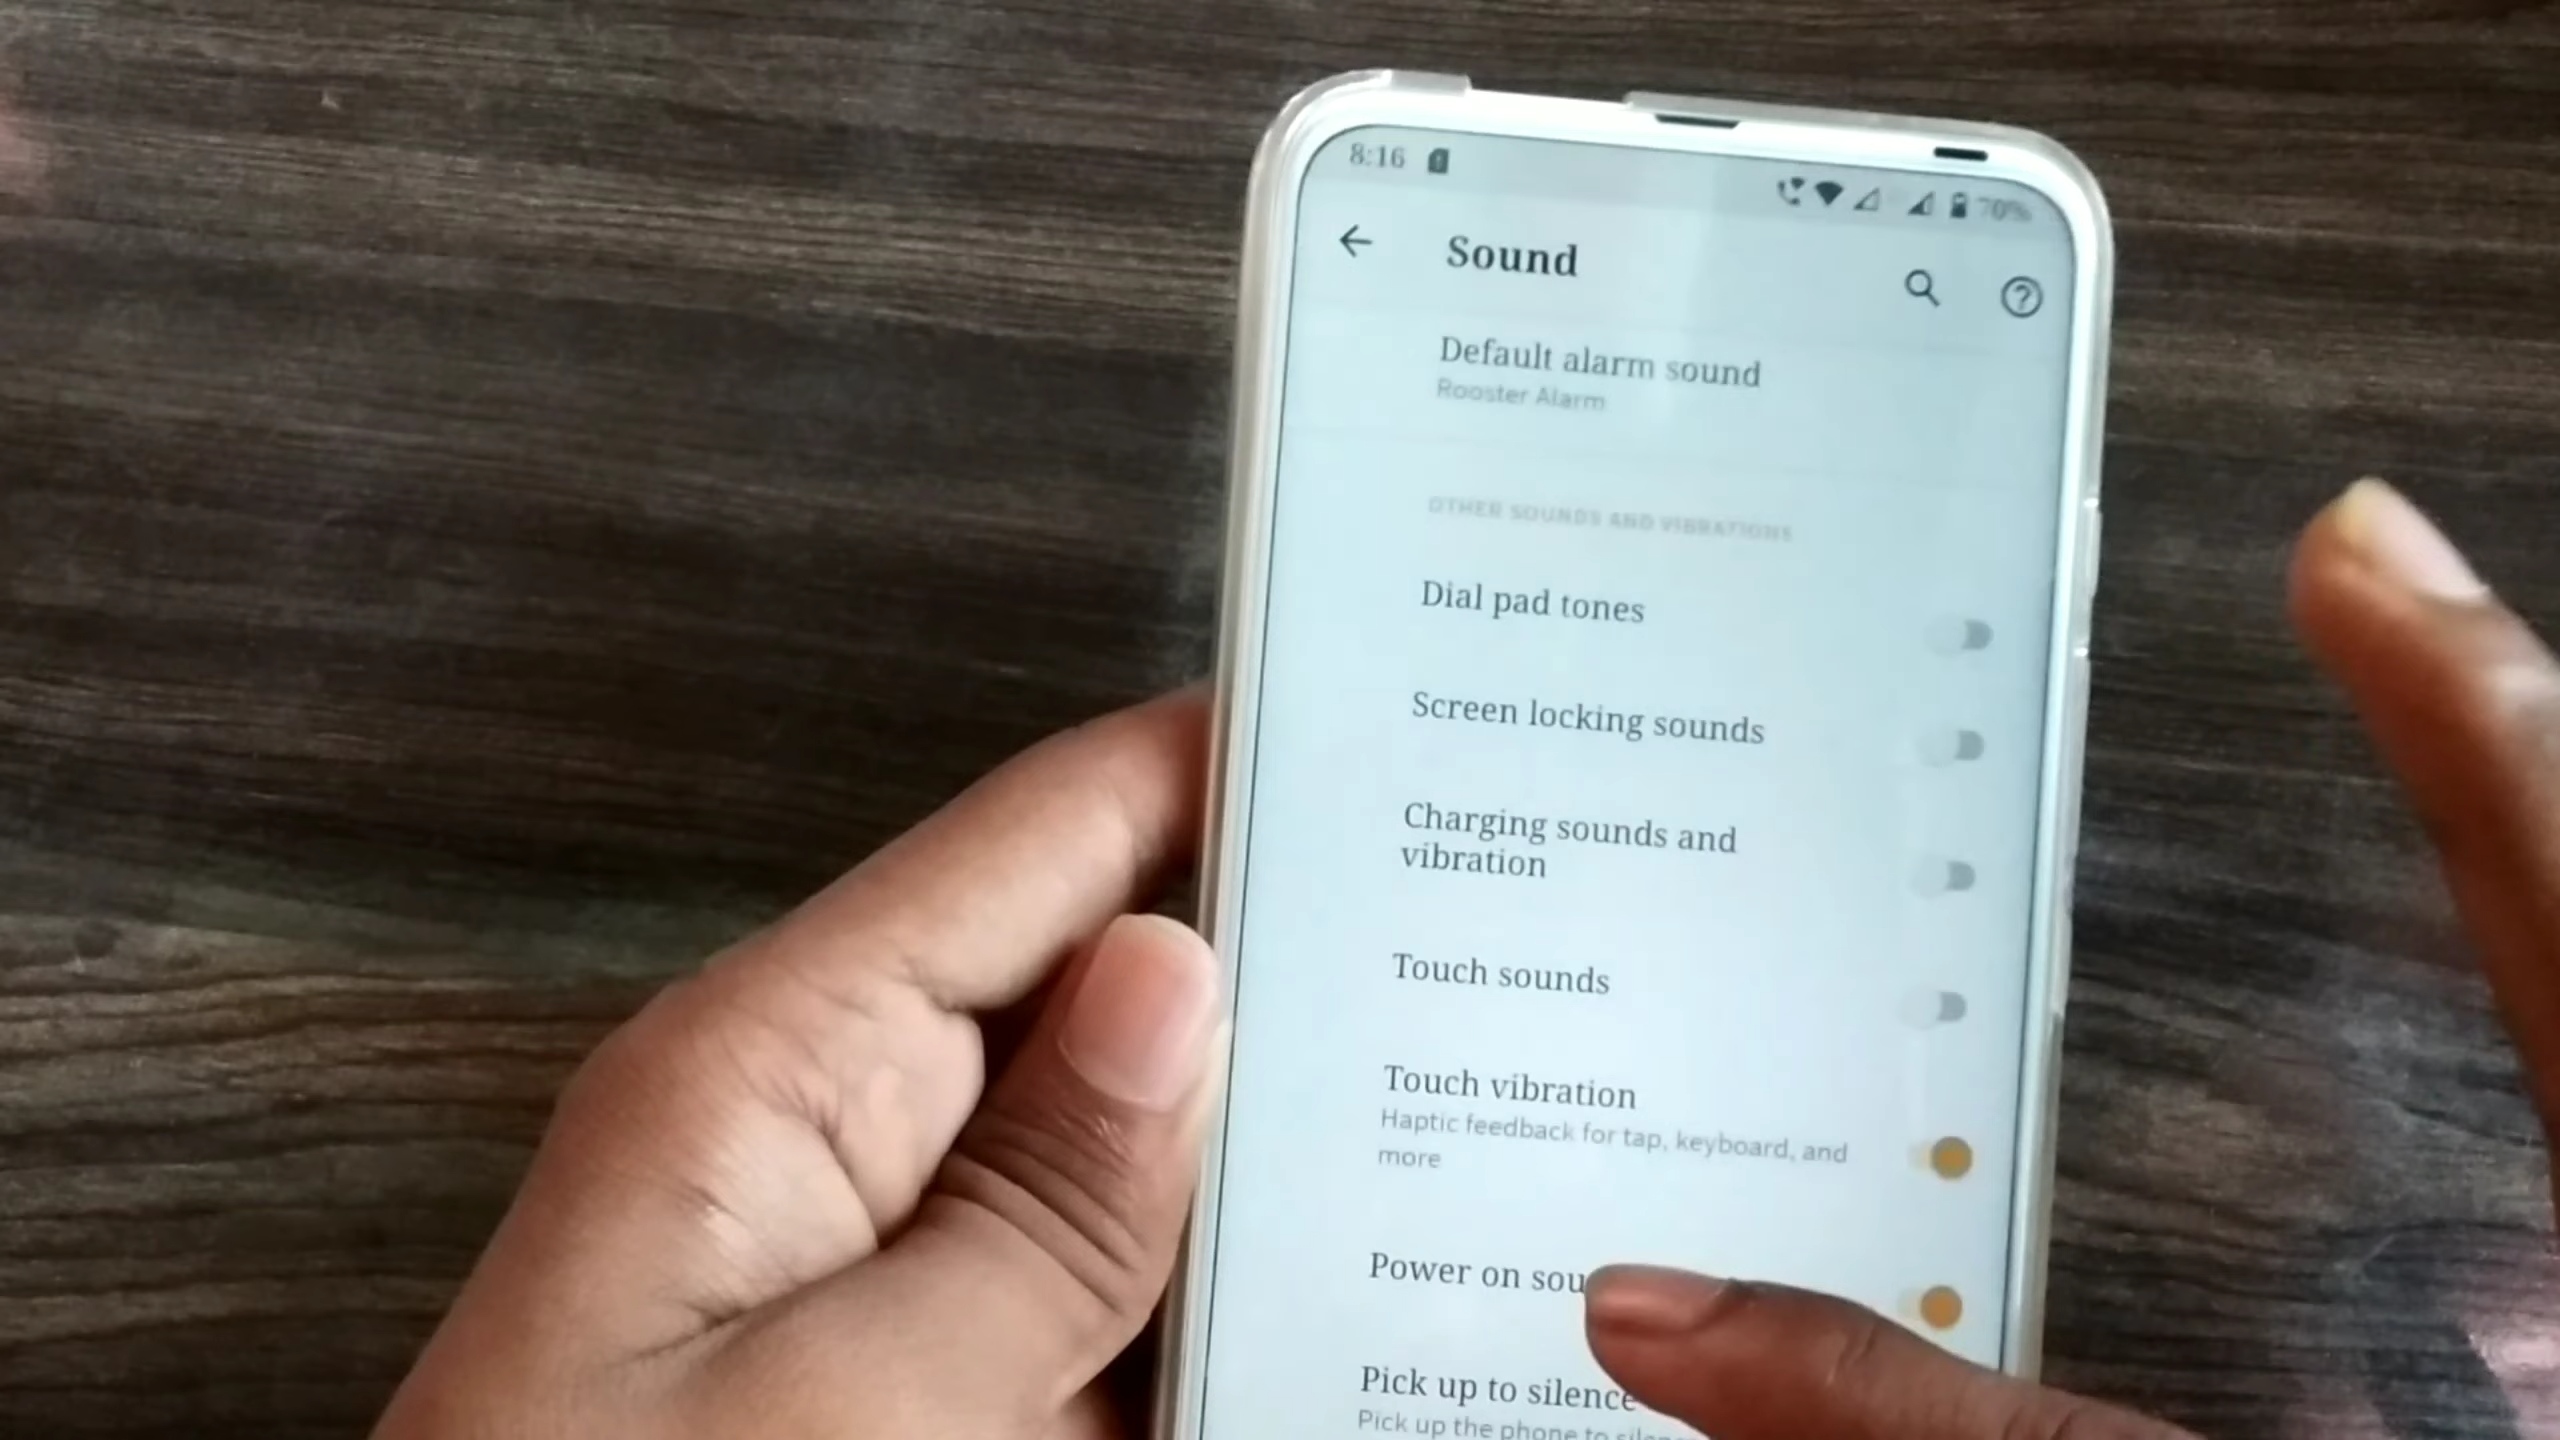 8:16
70%
Sound
Default alarm sound
Rooster Alarm
OTHER SOUNDS AND VIBRATIONS
Dial pad tones
Screen locking sounds
Charging sounds and
vibration
Touch sounds
Touch vibration
Haptic feedback for tap, keyboard, and
more
Power on
Pick up to silence
Pick up the phone to